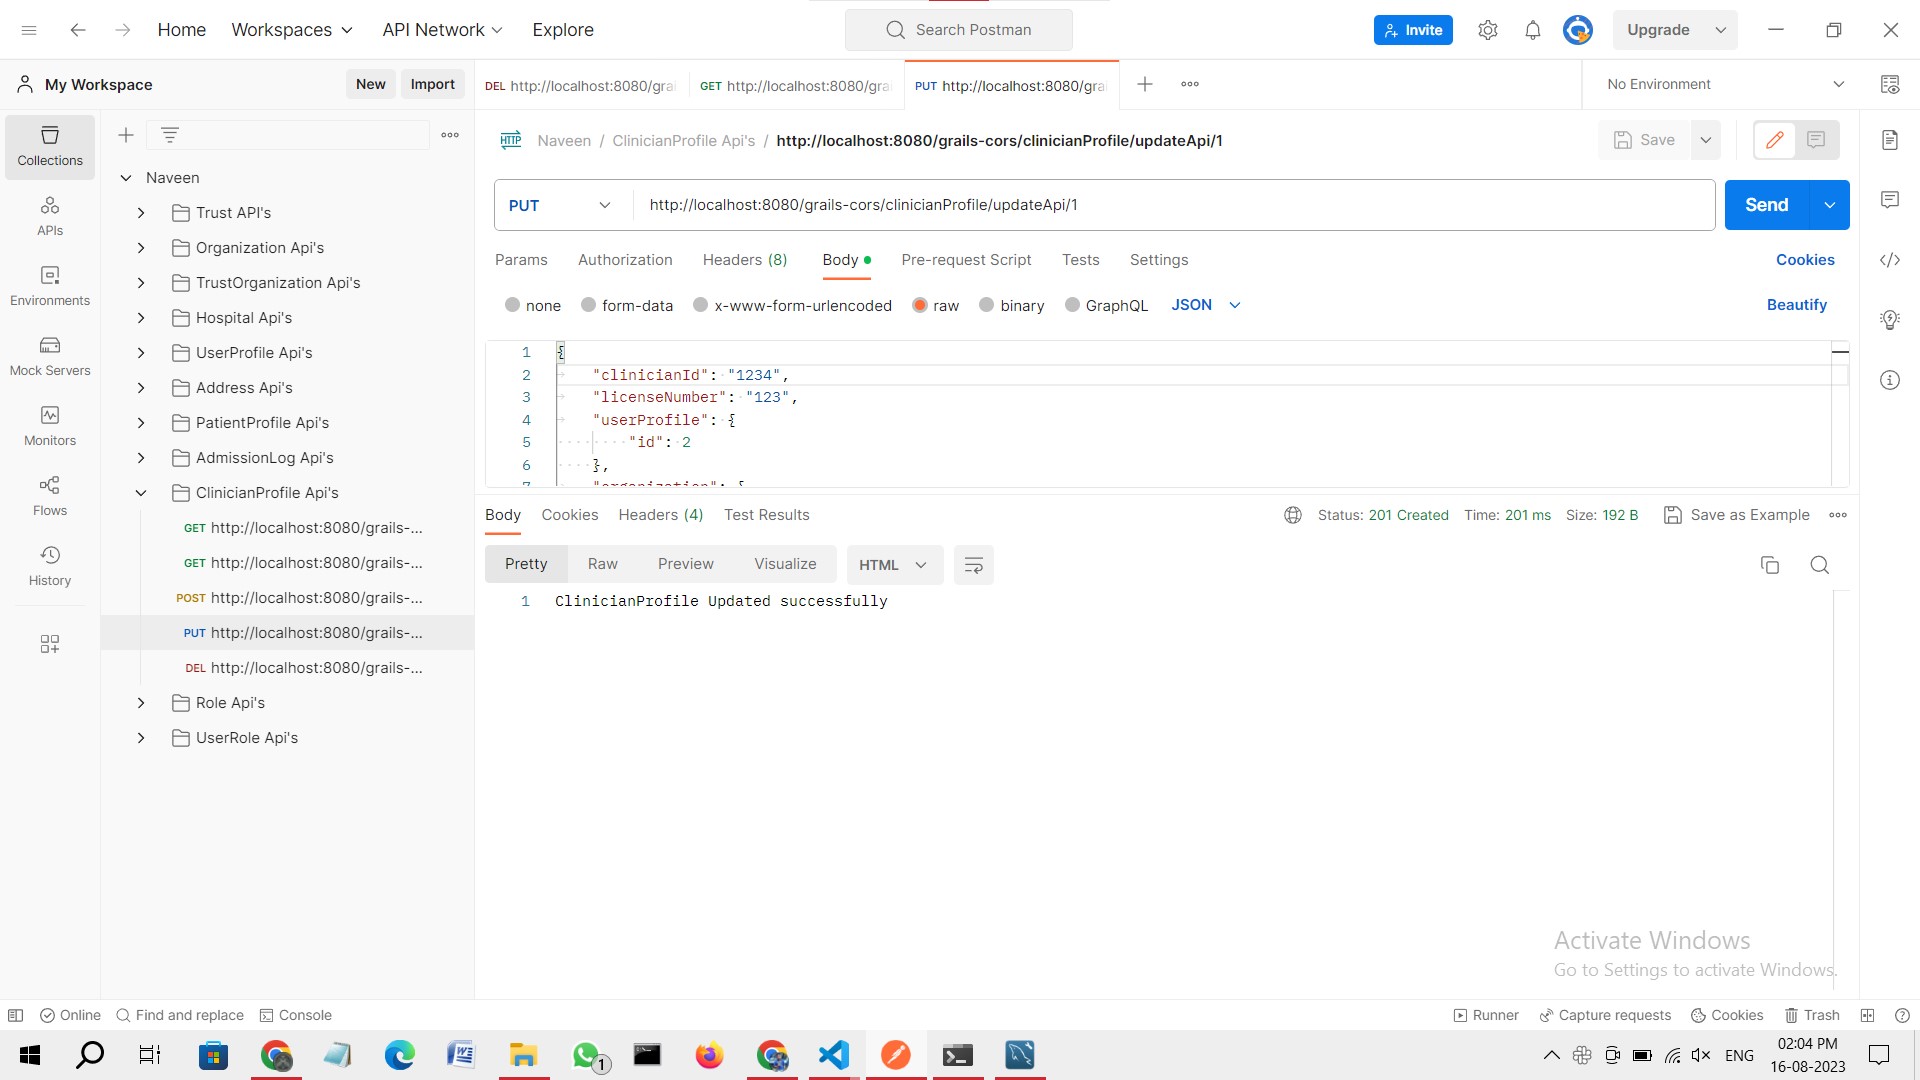 Home Workspaces API Network Explore Search Postman Invite Upgrade
My Workspace New Import DEL http://localhost:8080/gra GET http://localhost:8080/gra PUT http://localhost:8080/gra No Environment
HTTP Naveen / ClinicianProfile Api's / http://localhost:8080/grails-cors/clinicianProfile/updateApi/1 Save
PUT http://localhost:8080/grails-cors/clinicianProfile/updateApi/1 Send
Params Authorization Headers (8) Body Pre-request Script Tests Settings Cookies
none form-data x-www-form-urlencoded raw binary GraphQL JSON Beautify
Collections
APIs
Environments
Mock Servers
Monitors
Flows
History
Naveen
Trust API's
Organization Api's
TrustOrganization Api's
Hospital Api's
UserProfile Api's
Address Api's
PatientProfile Api's
AdmissionLog Api's
ClinicianProfile Api's
GET http://localhost:8080/grails-...
GET http://localhost:8080/grails-...
POST http://localhost:8080/grails-...
PUT http://localhost:8080/grails-...
DEL http://localhost:8080/grails-...
Role Api's
UserRole Api's
1 {
2 "clinicianId": "1234",
3 "licenseNumber": "123",
4 "userProfile": {
5 "id": 2
6 },
7 "organization": {
Body Cookies Headers (4) Test Results Status: 201 Created Time: 201 ms Size: 192 B Save as Example
Pretty Raw Preview Visualize HTML
1 ClinicianProfile Updated successfully
Activate Windows
Go to Settings to activate Windows.
Online Find and replace Console Runner Capture requests Cookies Trash
1 ENG 02:04 PM
16-08-2023